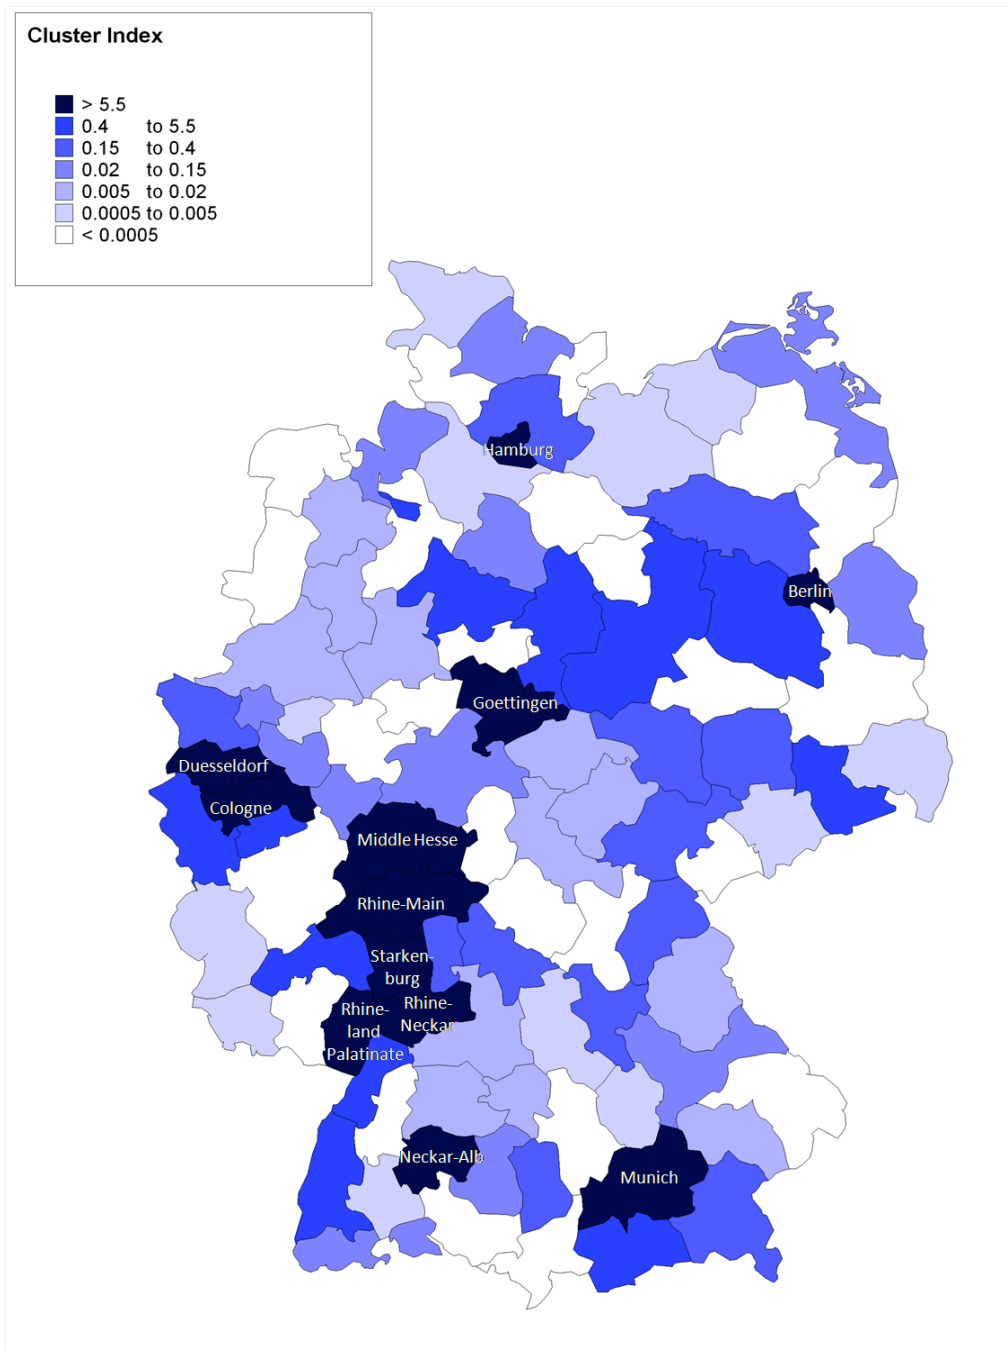 Cluster Index
> 5.5
0.4 to 5.5
0.15 to 0.4
0.02 to 0.15
0.005 to 0.02
0.0005 to 0.005
< 0.0005
Hamburg
Berlin
Goettingen
Duesseldorf
Cologne
Middle Hesse
Rhine-Main
Starken-
burg
Rhine-
Neckar
Rhine-
land
Palatinate
Neckar-Alb
Munich